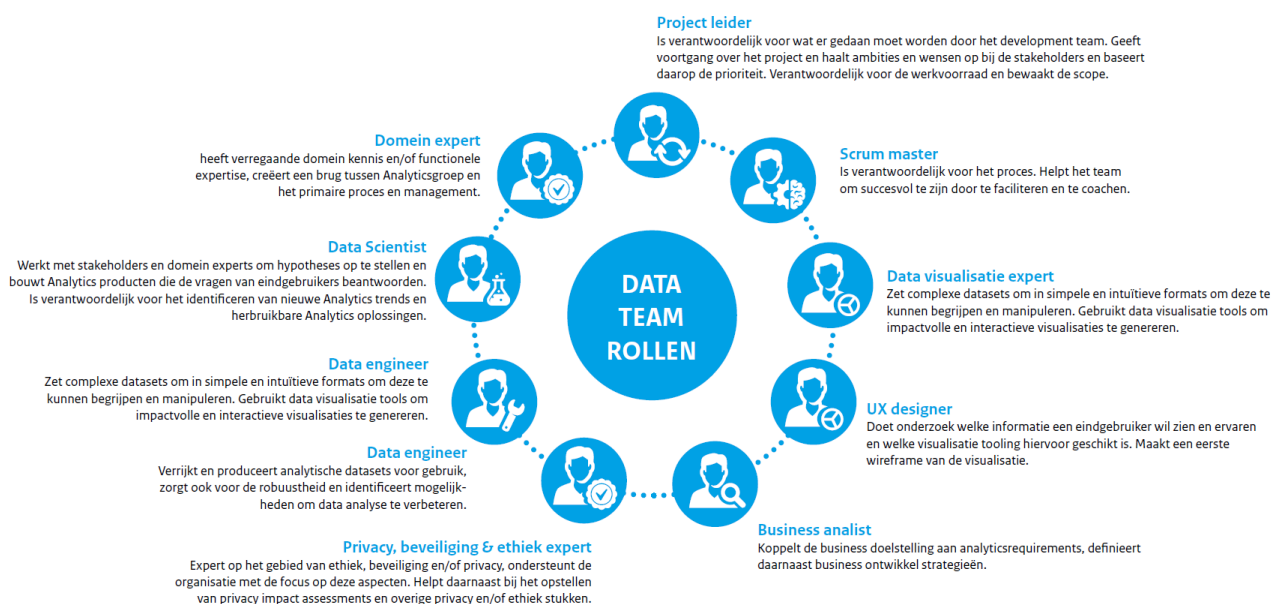 Project leider
Is verantwoordelijk voor wat er gedaan moet worden door het development team. Geeft
voortgang over het project en haalt ambities en wensen op bij de stakeholders en baseert
daarop de prioriteit. Verantwoordelijk voor de werkvoorraad en bewaakt de scope.
Domein expert
heeft verregaande domein kennis en/of functionele
expertise, creëert een brug tussen Analyticsgroep en
het primaire proces en management.
Scrum master
Is verantwoordelijk voor het proces. Helpt het team
om succesvol te zijn door te faciliteren en te coachen.
Data Scientist
Werkt met stakeholders en domein experts om hypotheses op te stellen en
bouwt Analytics producten die de vragen van eindgebruikers beantwoorden.
Is verantwoordelijk voor het identificeren van nieuwe Analytics trends en
herbruikbare Analytics oplossingen.
DATA
TEAM
ROLLEN
Data visualisatie expert
Zet complexe datasets om in simpele en intuïtieve formats om deze te
kunnen begrijpen en manipuleren. Gebruikt data visualisatie tools om
impactvolle en interactieve visualisaties te genereren.
Data engineer
Zet complexe datasets om in simpele en intuïtieve formats om deze te
kunnen begrijpen en manipuleren. Gebruikt data visualisatie tools om
impactvolle en interactieve visualisaties te genereren.
UX designer
Doet onderzoek welke informatie een eindgebruiker wil zien en ervaren
en welke visualisatie tooling hiervoor geschikt is. Maakt een eerste
wireframe van de visualisatie.
Data engineer
Verrijkt en produceert analytische datasets voor gebruik,
zorgt ook voor de robuustheid en identificeert mogelijk-
heden om data analyse te verbeteren.
Business analist
Koppelt de business doelstelling aan analyticsrequirements, definieert
daarnaast business ontwikkel strategieën.
Privacy, beveiliging & ethiek expert
Expert op het gebied van ethiek, beveiliging en/of privacy, ondersteunt de
organisatie met de focus op deze aspecten. Helpt daarnaast bij het opstellen
van privacy impact assessments en overige privacy en/of ethiek stukken.